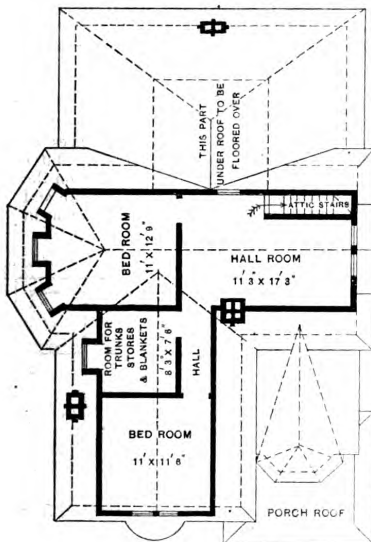 THIS PART
UNDER ROOF TO BE
FLOORED OVER
ATTIC STAIRS
BED ROOM
11' X 12'9"
HALL ROOM
11'3 X 17'3"
ROOM FOR
TRUNKS
STORES
& BLANKETS
8'3 X 7'6"
HALL
BED ROOM
11' X 11'6"
PORCH ROOF